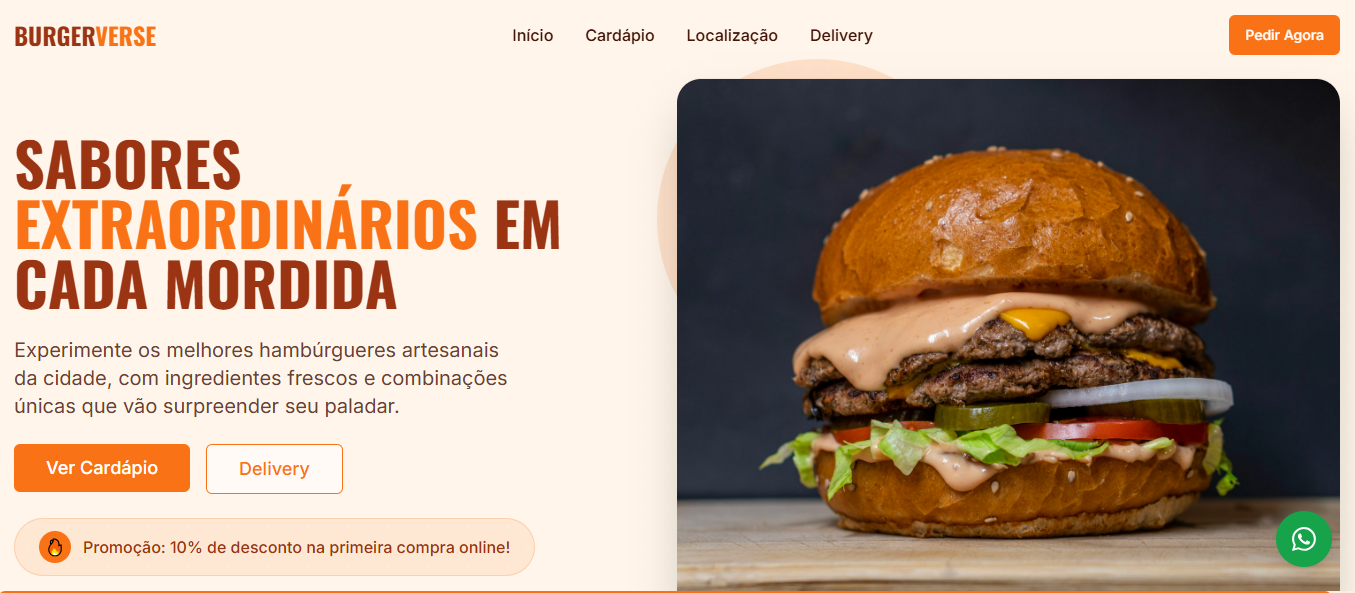 BURGERVERSE
Início Cardápio Localização Delivery
Pedir Agora
SABORES
EXTRAORDINÁRIOS EM
CADA MORDIDA
Experimente os melhores hambúrgueres artesanais
da cidade, com ingredientes frescos e combinações
únicas que vão surpreender seu paladar.
Ver Cardápio
Delivery
Promoção: 10% de desconto na primeira compra online!